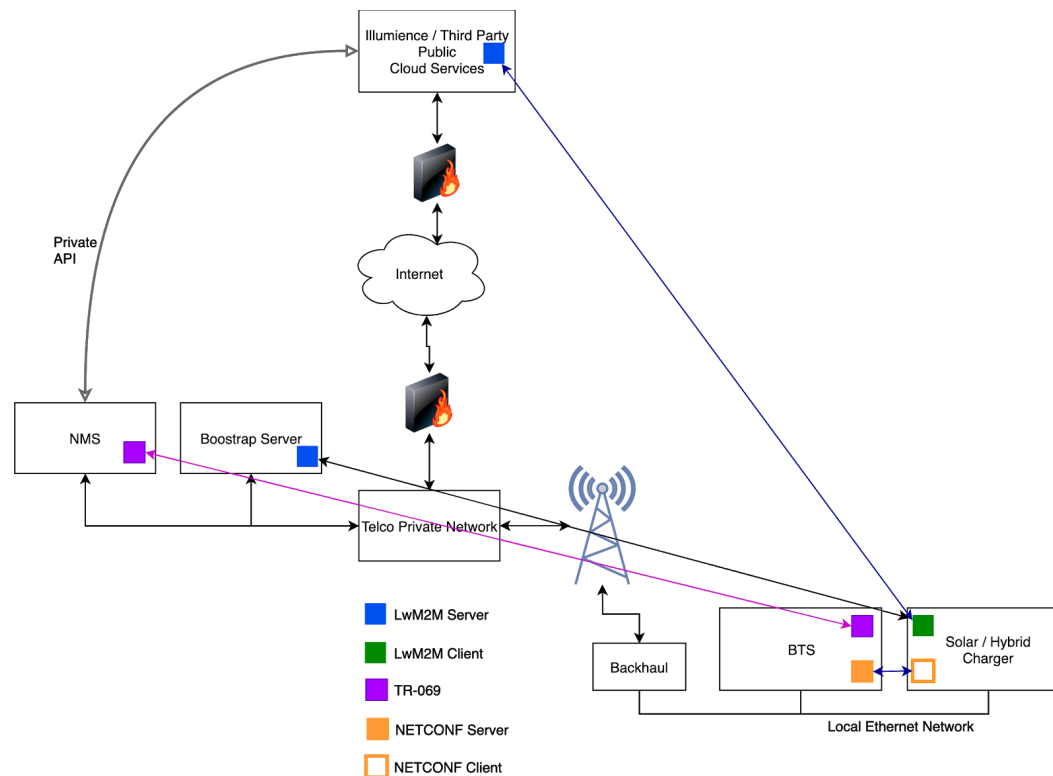 Illumience / Third Party
Public
Cloud Services
Private
API
Internet
NMS
Boostrap Server
Telco Private Network
LwM2M Server
LwM2M Client
TR-069
NETCONF Server
NETCONF Client
Backhaul
BTS
Solar / Hybrid
Charger
Local Ethernet Network